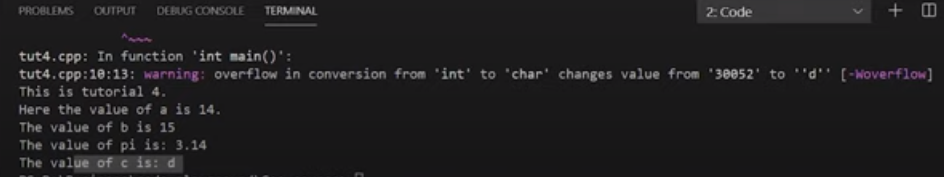 PROBLEMS OUTPUT DEBUG CONSOLE TERMINAL 2: Code
^~~~
tut4.cpp: In function 'int main()':
tut4.cpp:10:13: warning: overflow in conversion from 'int' to 'char' changes value from '30052' to ''d'' [-Woverflow]
This is tutorial 4.
Here the value of a is 14.
The value of b is 15
The value of pi is: 3.14
The value of c is: d